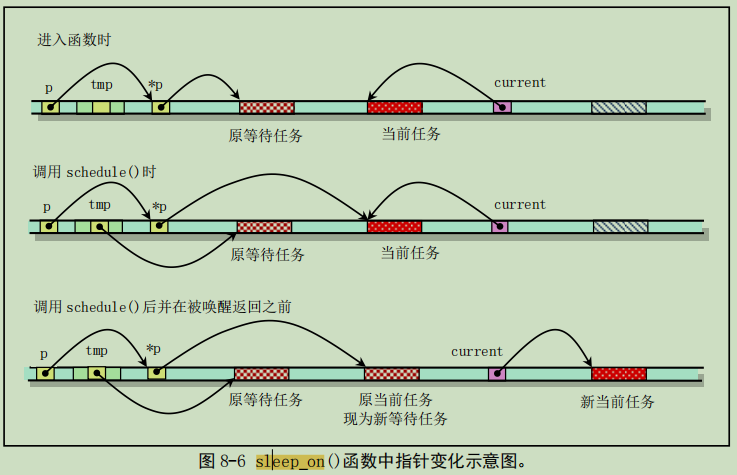 进入函数时
p tmp *p current
原等待任务 当前任务
调用 schedule()时
p tmp *p current
原等待任务 当前任务
调用 schedule()后并在被唤醒返回之前
p tmp *p current
原等待任务 原当前任务 新当前任务
现为新等待任务
图 8-6 sleep_on()函数中指针变化示意图。